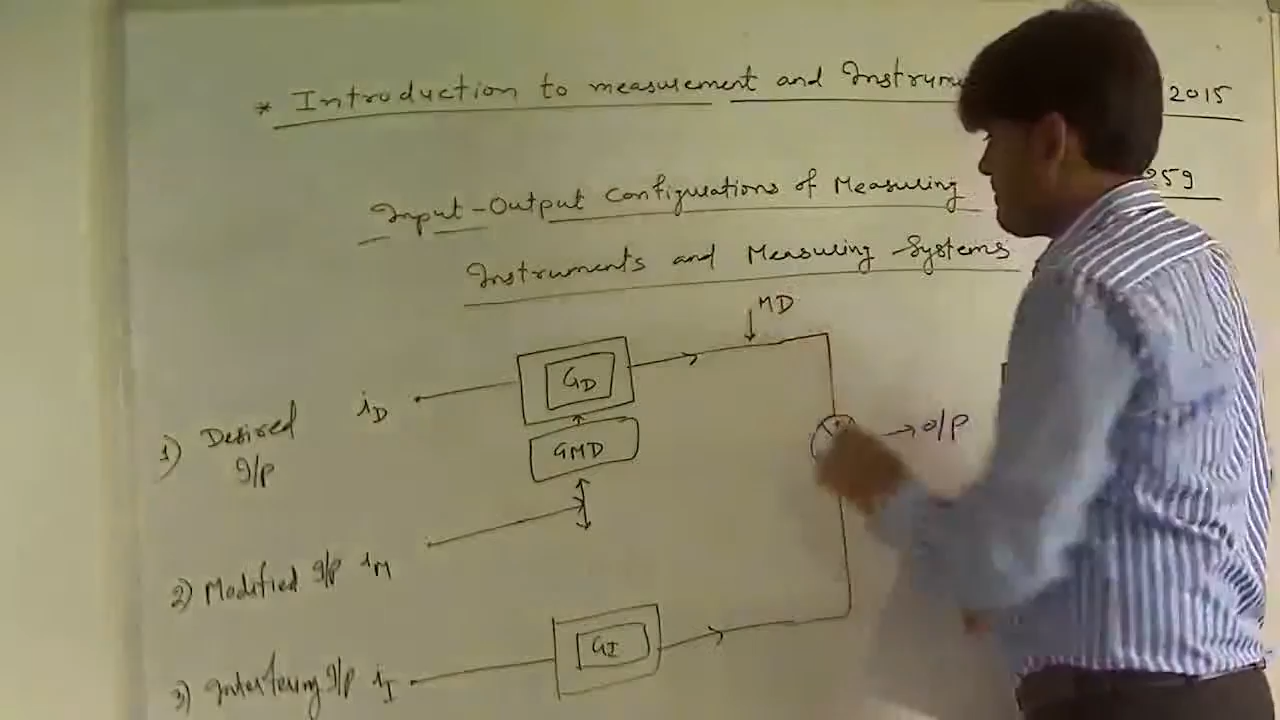 * Introduction to measurement and Instrum 2015
Input-Output Configurations of Measuring 259
Instruments and Measuring Systems
MD
GD
1) Desired I/P iD
GMD
→ O/P
2) Modified I/P iM
3) Interfering I/P iI
GI